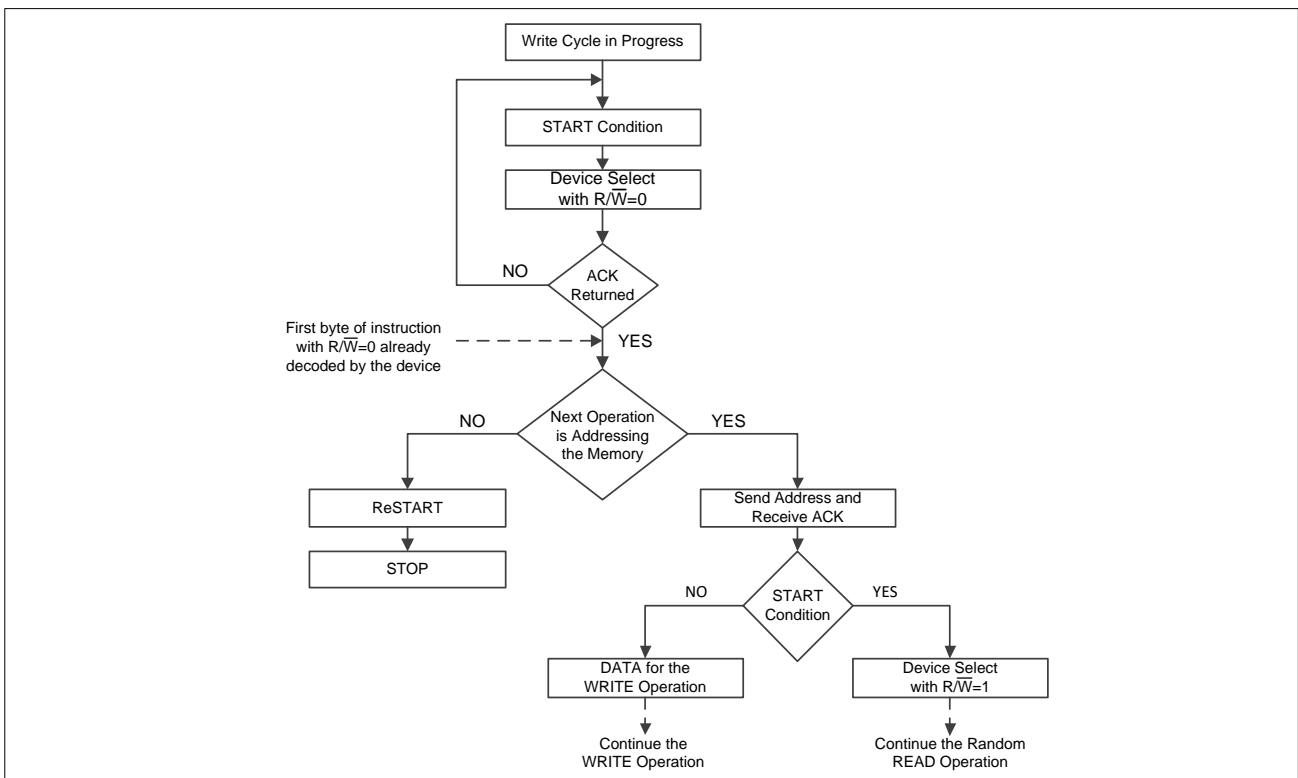 Write Cycle in Progress
START Condition
Device Select
with R/W̅=0
NO
ACK
Returned
First byte of instruction
with R/W̅=0 already
decoded by the device
YES
NO
Next Operation
is Addressing
the Memory
YES
ReSTART
Send Address and
Receive ACK
STOP
NO
START
Condition
YES
DATA for the
WRITE Operation
Device Select
with R/W̅=1
Continue the
WRITE Operation
Continue the Random
READ Operation